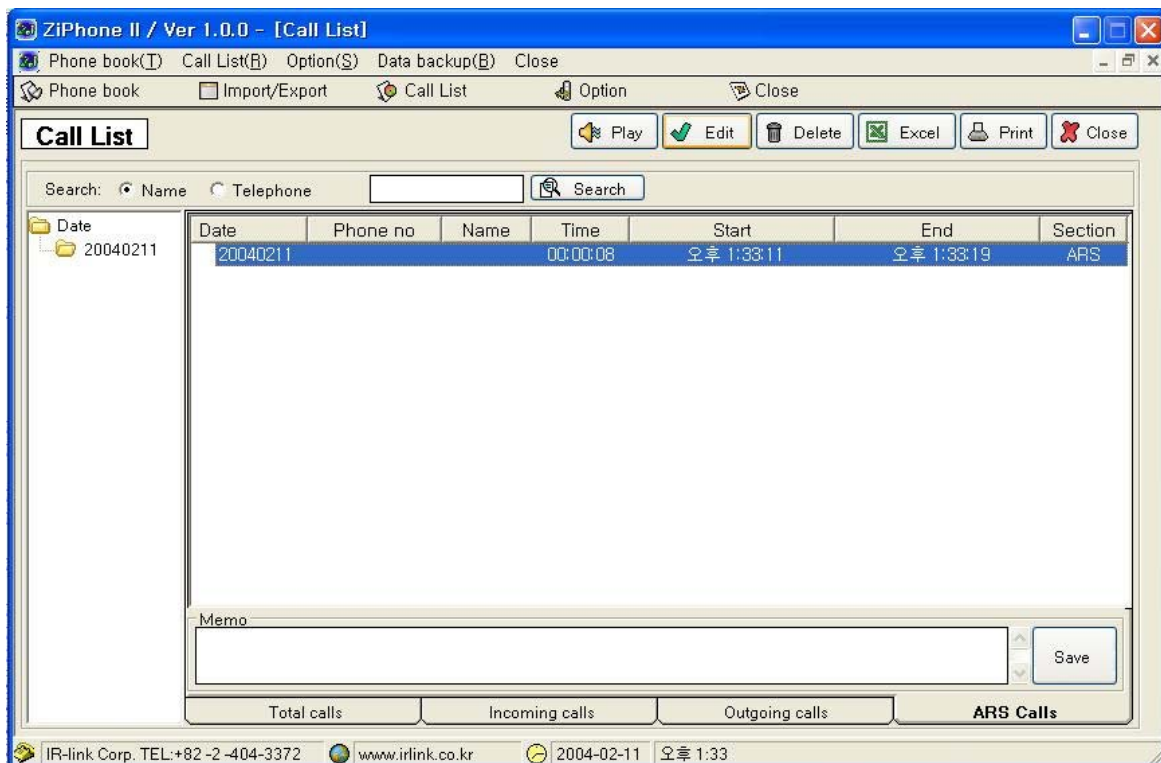 ZiPhone II / Ver 1.0.0 - [Call List]
Phone book(T) Call List(R) Option(S) Data backup(B) Close
Phone book Import/Export Call List Option Close
Call List Play Edit Delete Excel Print Close
Search: Name Telephone Search
Date
20040211
Date Phone no Name Time Start End Section
20040211 00:00:08 오후 1:33:11 오후 1:33:19 ARS
Memo
Save
Total calls Incoming calls Outgoing calls ARS Calls
IR-link Corp. TEL:+82 -2 -404-3372 www.irlink.co.kr 2004-02-11 오후 1:33